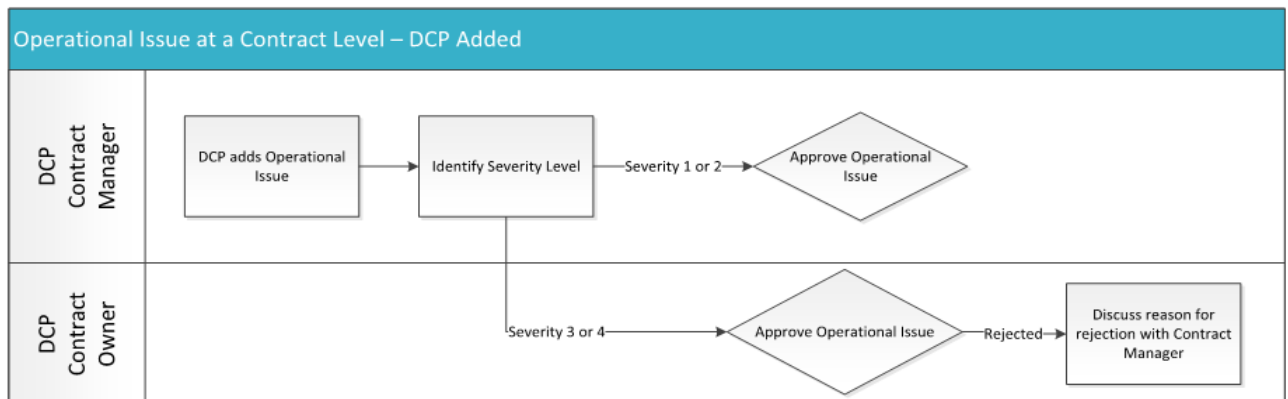 Operational Issue at a Contract Level – DCP Added
DCP
Contract
Manager
DCP adds Operational
Issue
Identify Severity Level
Severity 1 or 2
Approve Operational
Issue
DCP
Contract
Owner
Severity 3 or 4
Approve Operational Issue
Rejected
Discuss reason for
rejection with Contract
Manager